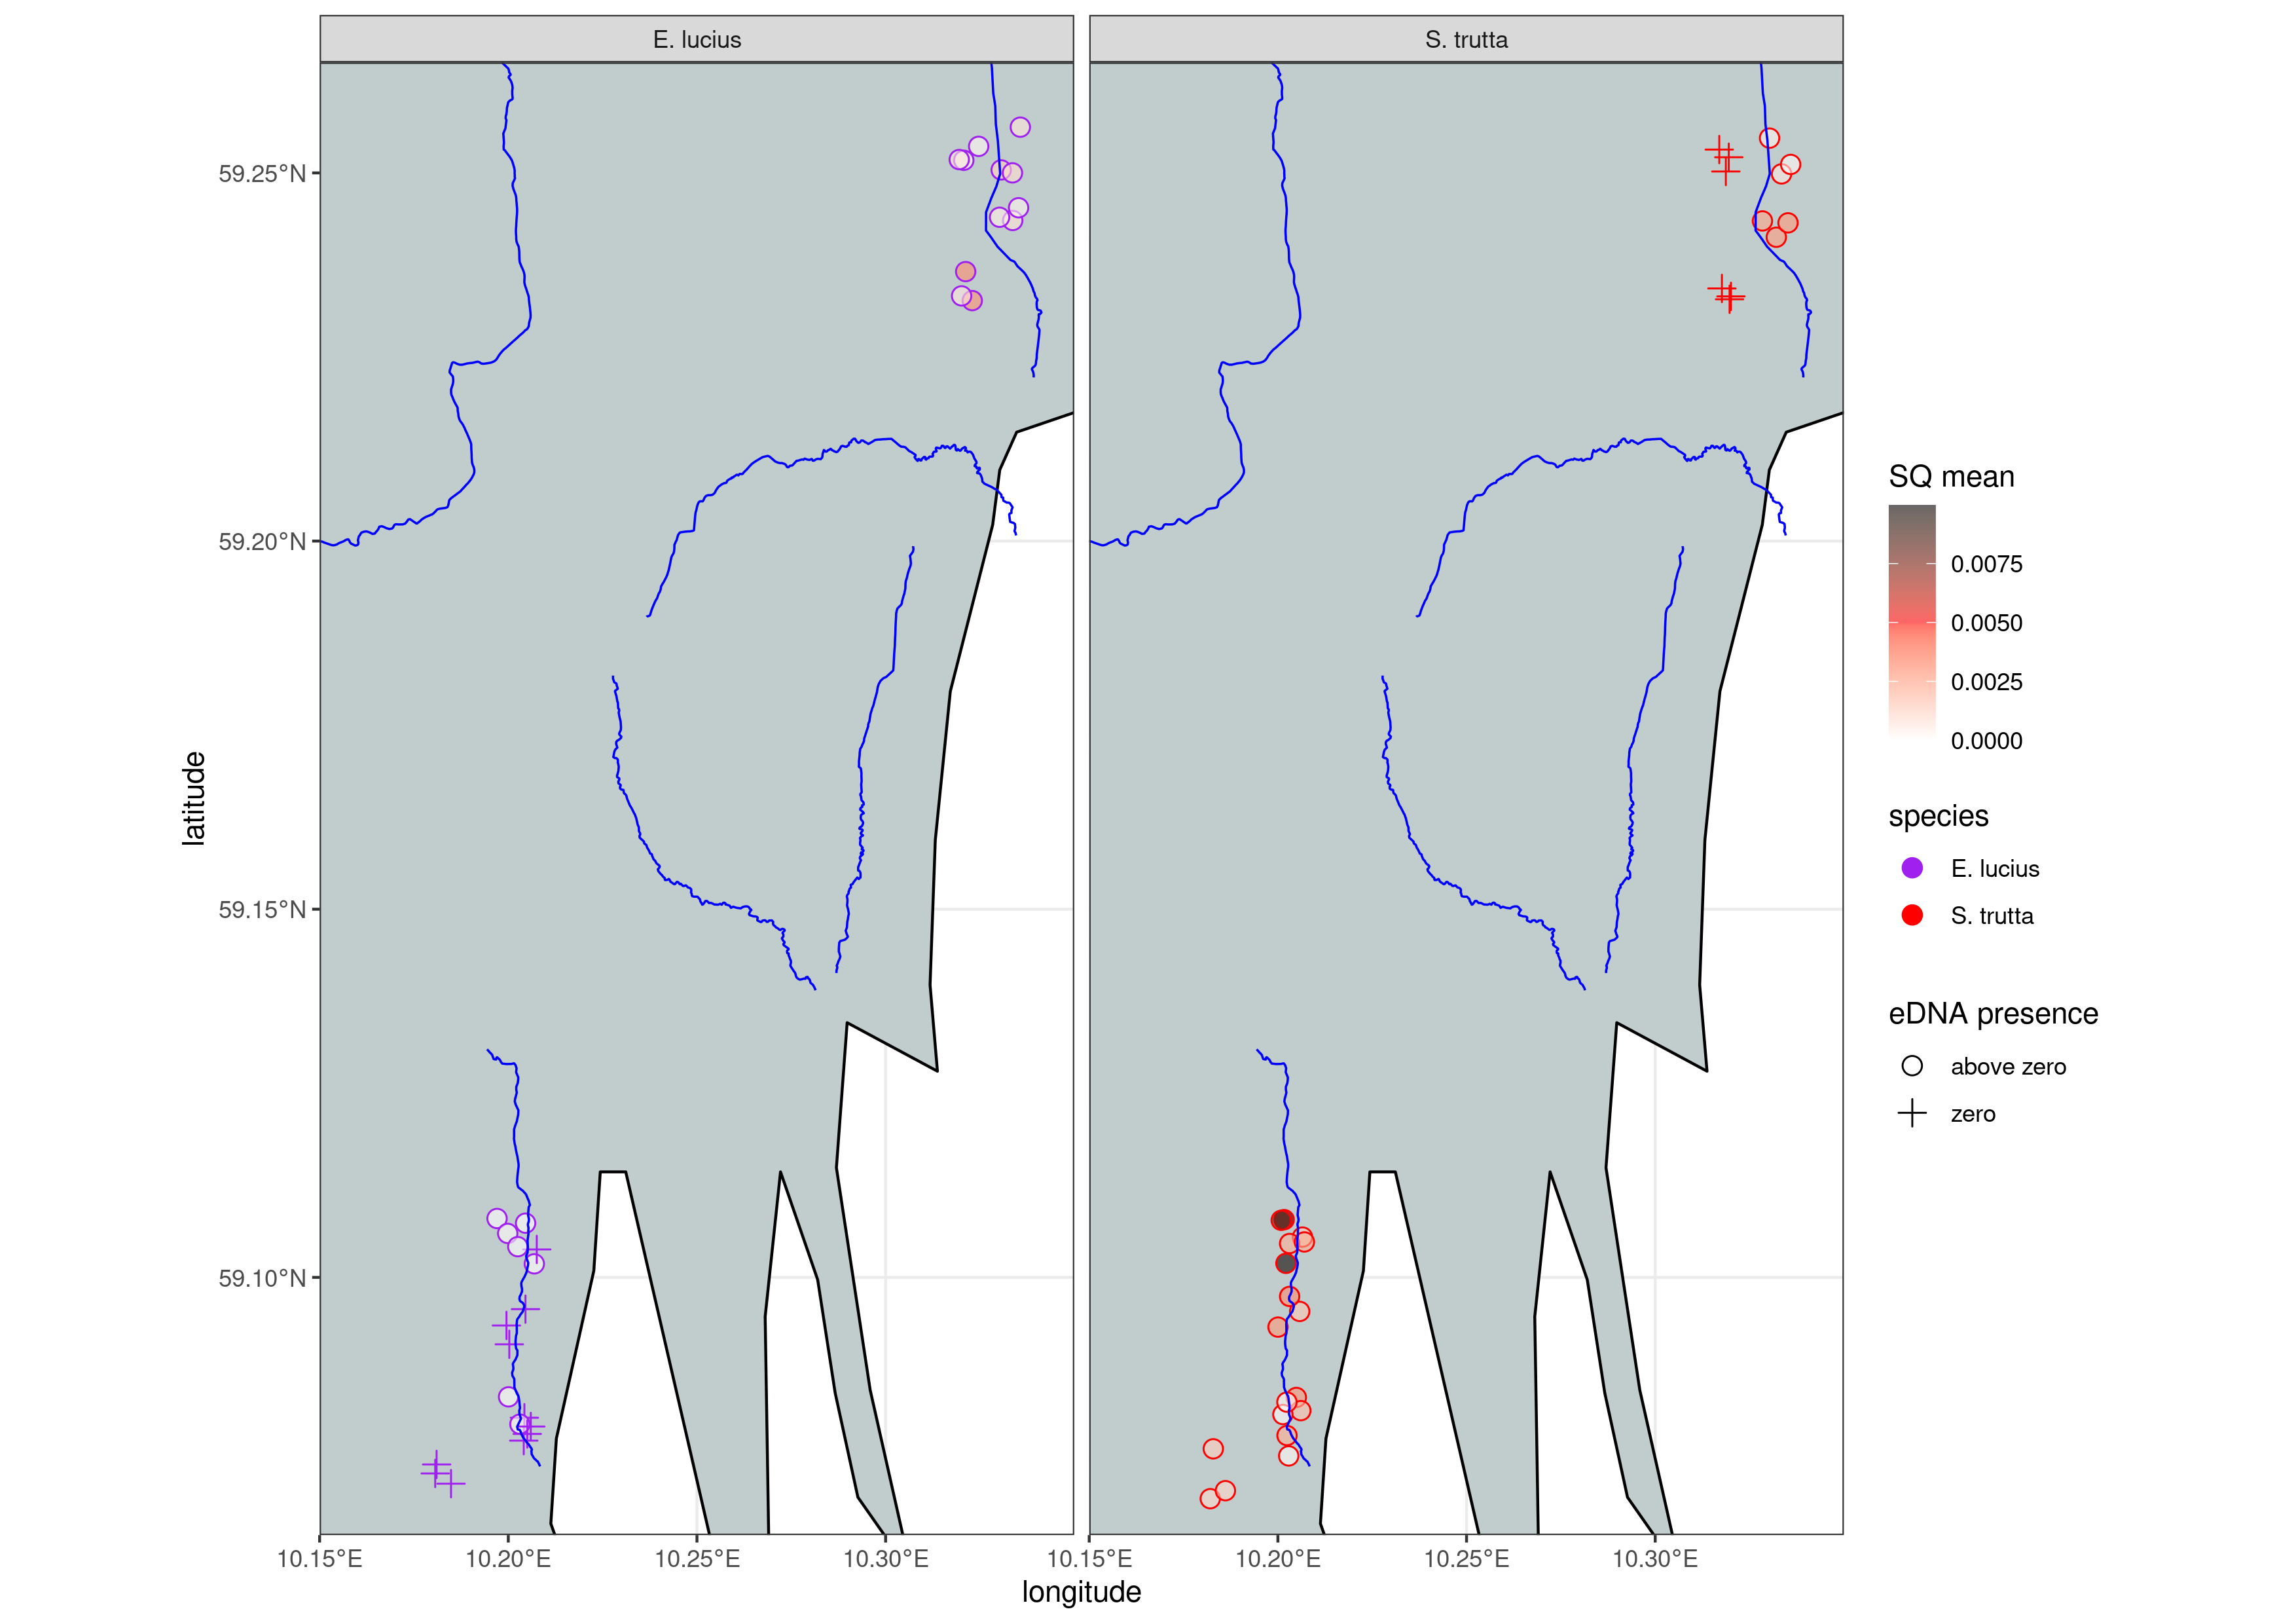 E. lucius
S. trutta
59.25°N
59.20°N
59.15°N
59.10°N
latitude
10.15°E
10.20°E
10.25°E
10.30°E
10.15°E
10.20°E
10.25°E
10.30°E
longitude
SQ mean
0.0075
0.0050
0.0025
0.0000
species
E. lucius
S. trutta
eDNA presence
above zero
zero